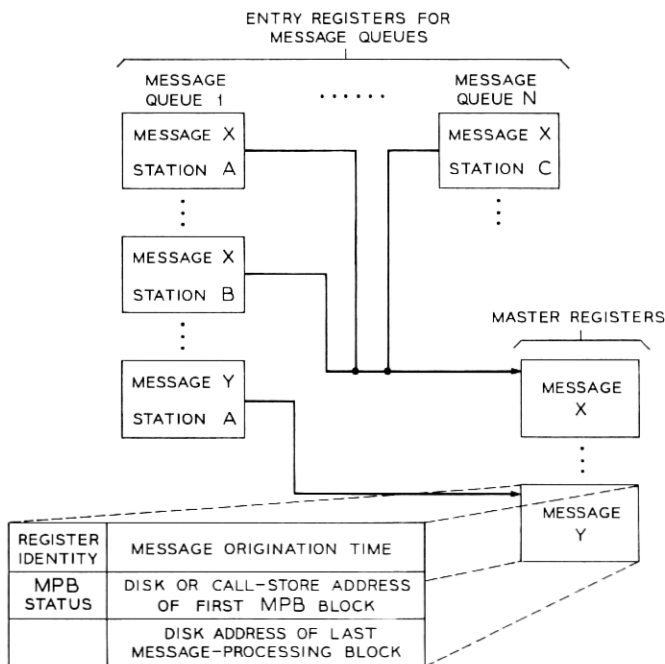 ENTRY REGISTERS FOR
MESSAGE QUEUES
MESSAGE
QUEUE 1
MESSAGE
QUEUE N
MESSAGE X
STATION A
MESSAGE X
STATION C
MESSAGE X
STATION B
MESSAGE Y
STATION A
MASTER REGISTERS
MESSAGE
X
MESSAGE
Y
REGISTER
IDENTITY
MESSAGE ORIGINATION TIME
MPB
STATUS
DISK OR CALL-STORE ADDRESS
OF FIRST MPB BLOCK
DISK ADDRESS OF LAST
MESSAGE-PROCESSING BLOCK